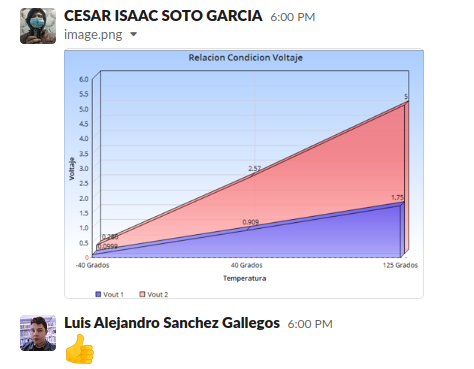 CESAR ISAAC SOTO GARCIA 6:00 PM
image.png
Relacion Condicion Voltaje
6.0
5.5
5.0
4.5
4.0
3.5
3.0
2.5
2.0
1.5
1.0
0.5
0
Voltaje
5
2.57
1.75
0.909
0.0999
-40 Grados
40 Grados
125 Grados
Temperatura
Vout 1
Vout 2
Luis Alejandro Sanchez Gallegos 6:00 PM